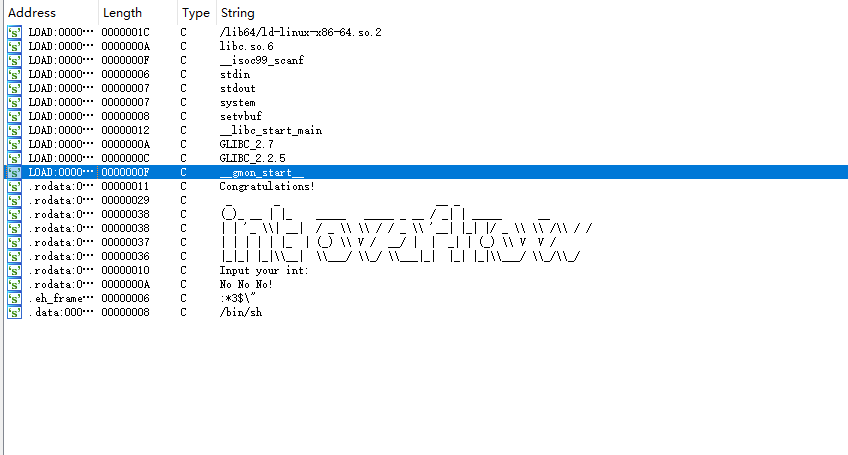 Address Length Type String
LOAD:0000··· 0000001C C /lib64/ld-linux-x86-64.so.2
LOAD:0000··· 0000000A C libc.so.6
LOAD:0000··· 0000000F C __isoc99_scanf
LOAD:0000··· 00000006 C stdin
LOAD:0000··· 00000007 C stdout
LOAD:0000··· 00000007 C system
LOAD:0000··· 00000008 C setvbuf
LOAD:0000··· 00000012 C __libc_start_main
LOAD:0000··· 0000000A C GLIBC_2.7
LOAD:0000··· 0000000C C GLIBC_2.2.5
LOAD:0000··· 0000000F C __gmon_start__
.rodata:0··· 00000011 C Congratulations!
.rodata:0··· 00000029 C
.rodata:0··· 00000038 C
.rodata:0··· 00000038 C
.rodata:0··· 00000037 C
.rodata:0··· 00000036 C
.rodata:0··· 00000010 C Input your int:
.rodata:0··· 0000000A C No No No!
.eh_frame··· 00000006 C :*3$\"
.data:000··· 00000008 C /bin/sh